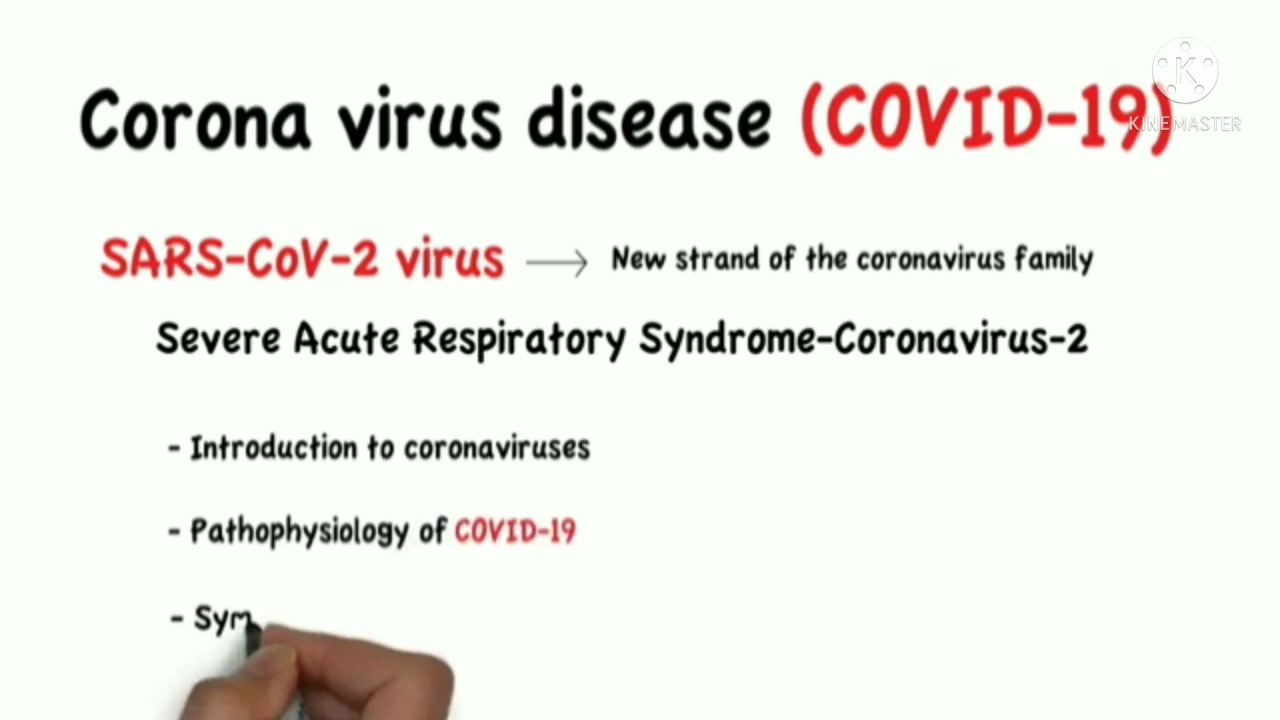 Corona virus disease (COVID-19)
K
KINEMASTER
SARS-CoV-2 virus → New strand of the coronavirus family
Severe Acute Respiratory Syndrome-Coronavirus-2
- Introduction to coronaviruses
- Pathophysiology of COVID-19
- Sym